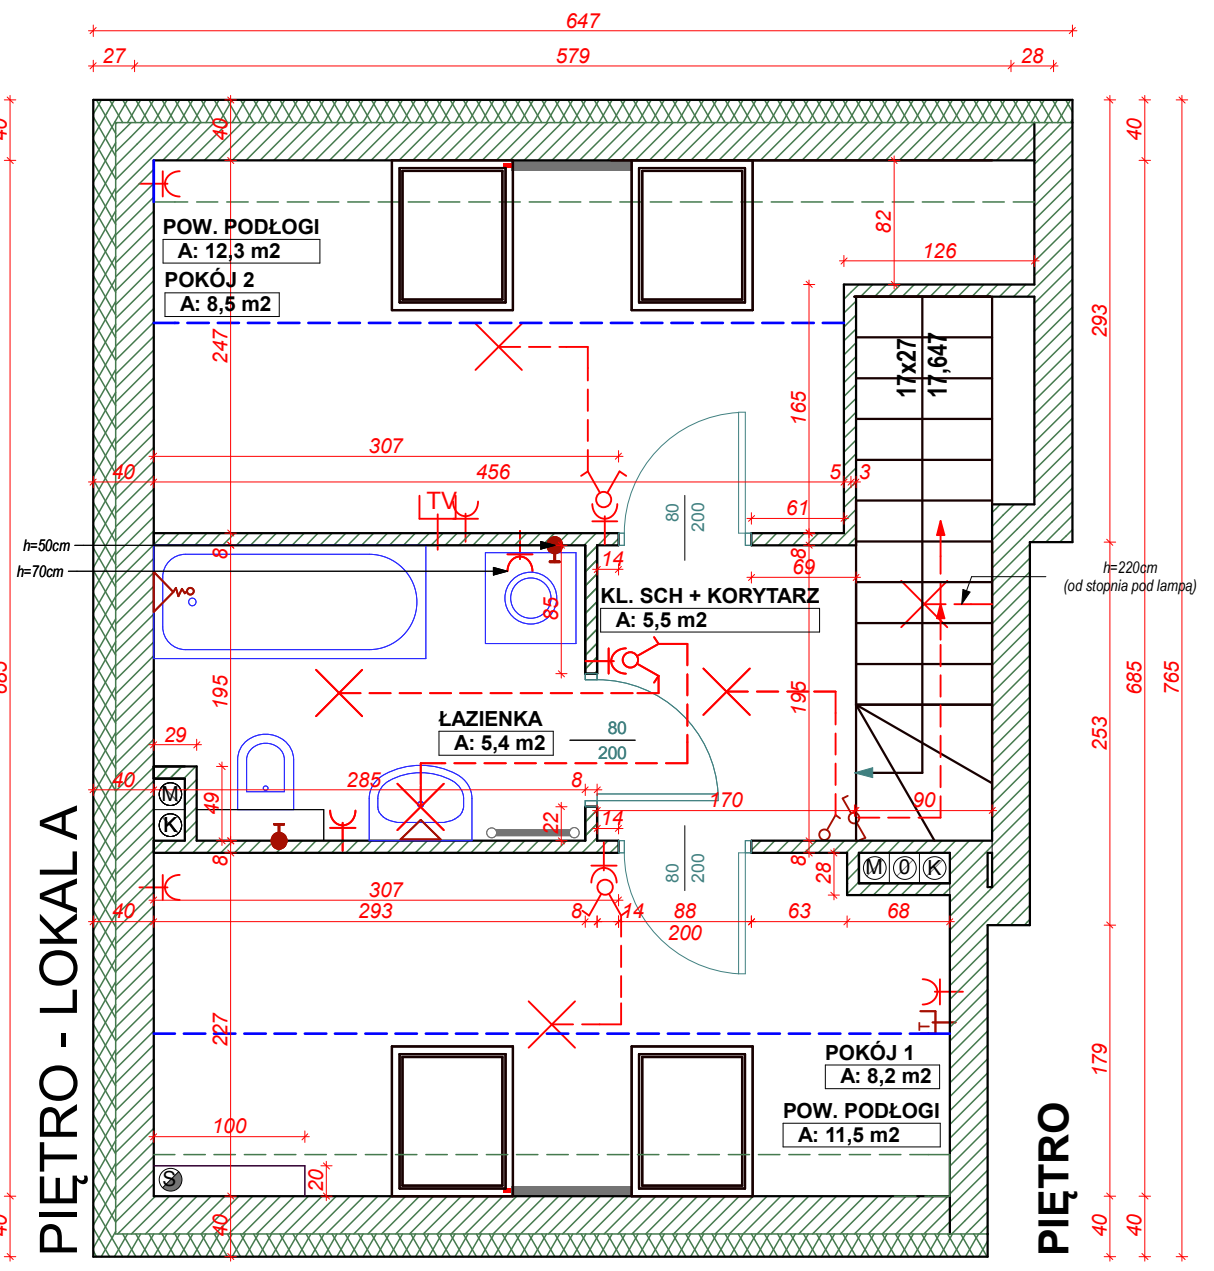 647
27
579
28
40
40
40
POW. PODŁOGI
A: 12,3 m2
POKÓJ 2
A: 8,5 m2
82
126
293
247
17x27
17,647
165
307
40
456
5
3
TV
61
80
200
h=50cm
h=70cm
8
14
8
69
h=220cm
(od stopnia pod lampą)
85
KL. SCH + KORYTARZ
A: 5,5 m2
685
685
765
195
195
ŁAZIENKA
A: 5,4 m2
80
200
253
29
40
285
8
170
90
M
K
49
22
14
8
8
28
80
200
M
0
K
307
40
293
8
14
88
63
68
200
227
T
POKÓJ 1
A: 8,2 m2
179
POW. PODŁOGI
A: 11,5 m2
100
S
20
40
40
40
40
PIĘTRO - LOKAL A
PIĘTRO